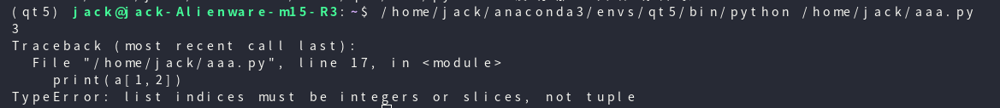 (qt5) jack@jack-Alienware-m15-R3:~$ /home/jack/anaconda3/envs/qt5/bin/python /home/jack/aaa.py
3
Traceback (most recent call last):
  File "/home/jack/aaa.py", line 17, in <module>
    print(a[1,2])
TypeError: list indices must be integers or slices, not tuple